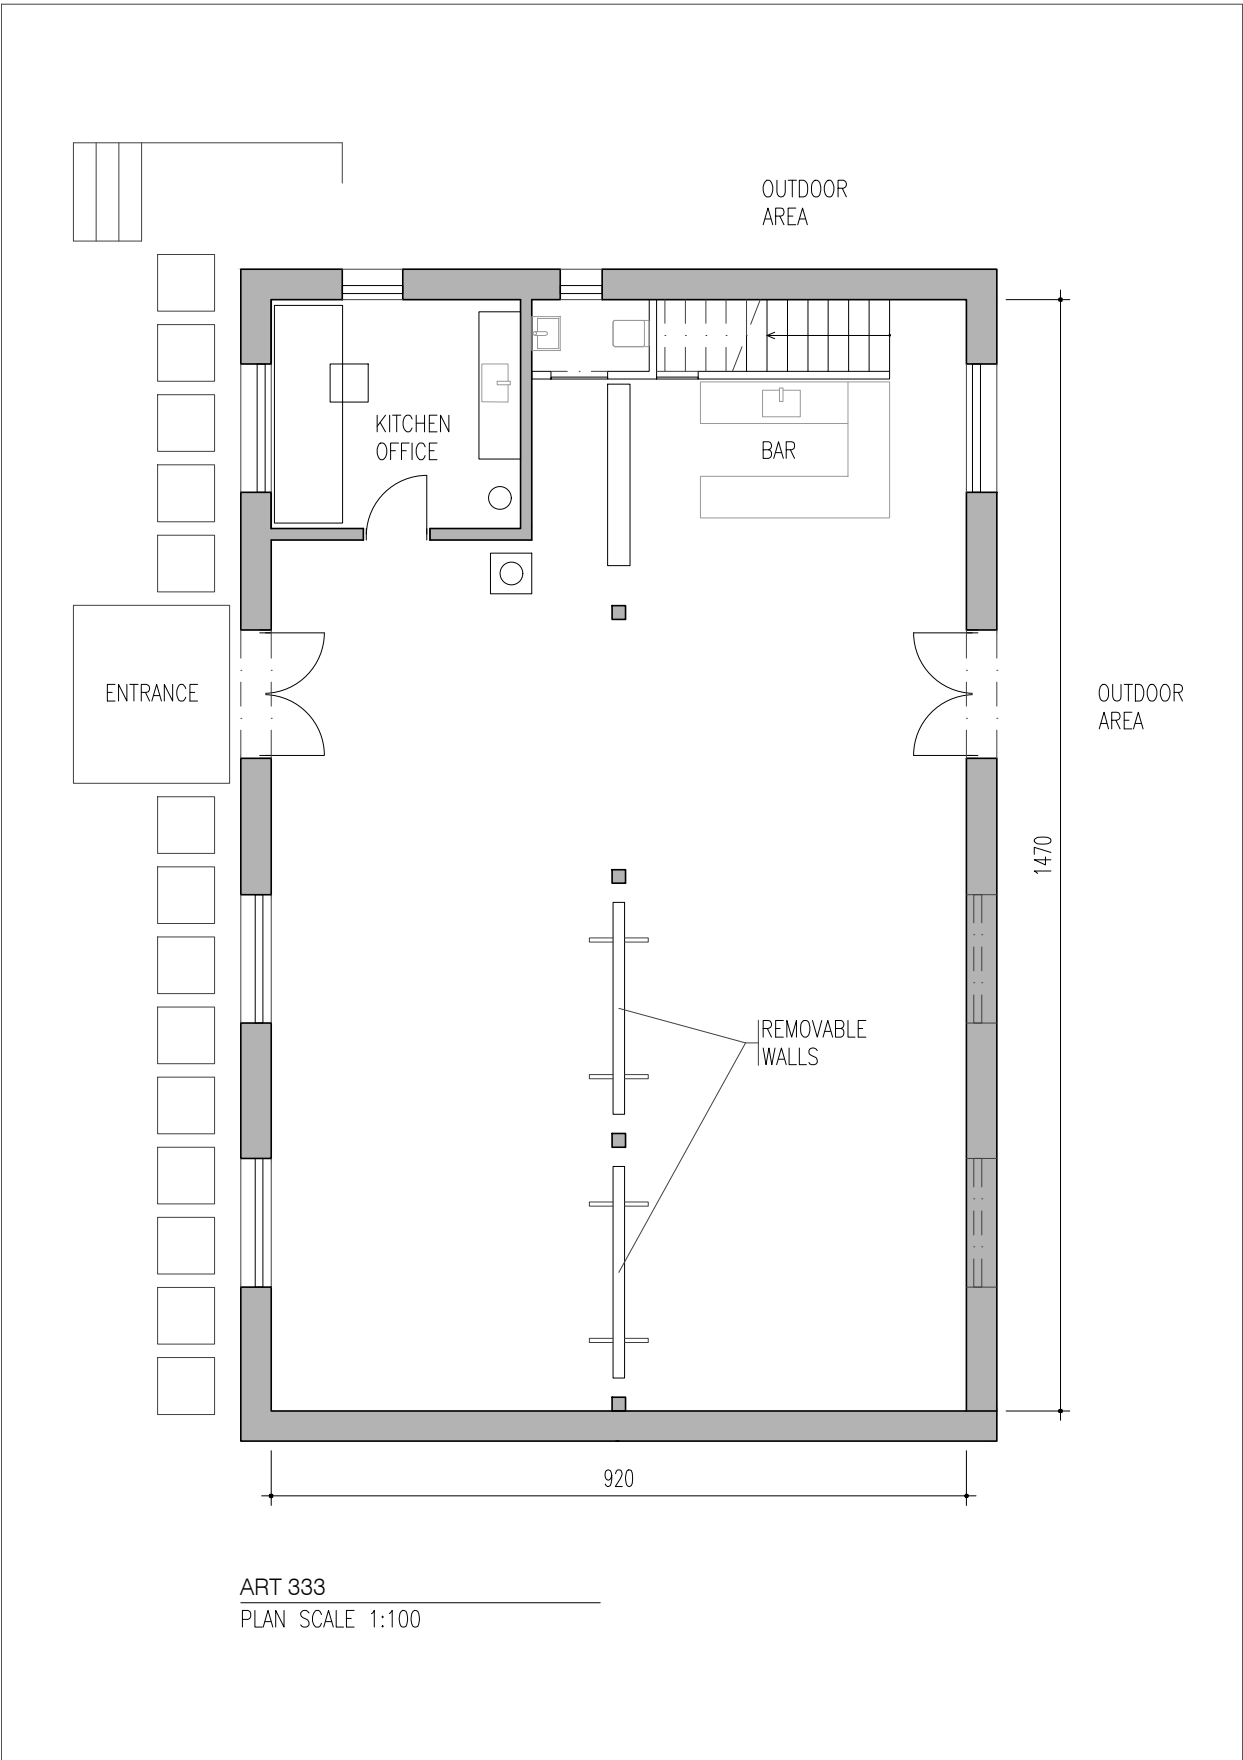 OUTDOOR
AREA
KITCHEN
OFFICE
BAR
ENTRANCE
OUTDOOR
AREA
1470
REMOVABLE
WALLS
920
ART 333
PLAN SCALE 1:100